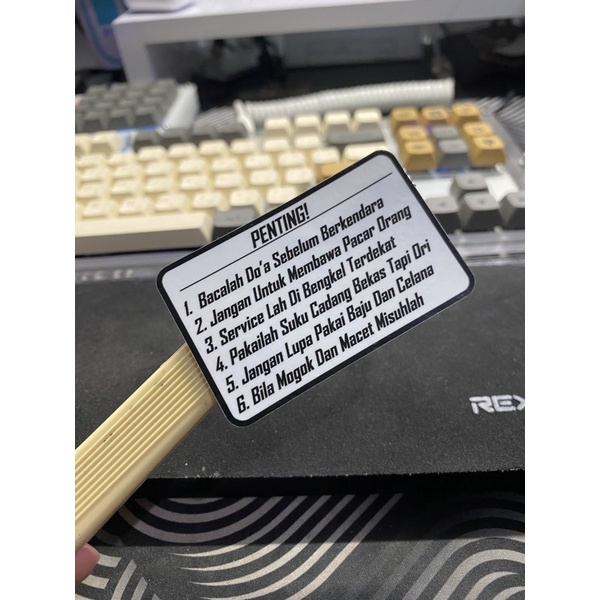 PENTING!
1. Bacalah Do'a Sebelum Berkendara
2. Jangan Untuk Membawa Pacar Orang
3. Service Lah Di Bengkel Terdekat
4. Pakailah Suku Cadang Bekas Tapi Ori
5. Jangan Lupa Pakai Baju Dan Celana
6. Bila Mogok Dan Macet Misuhlah